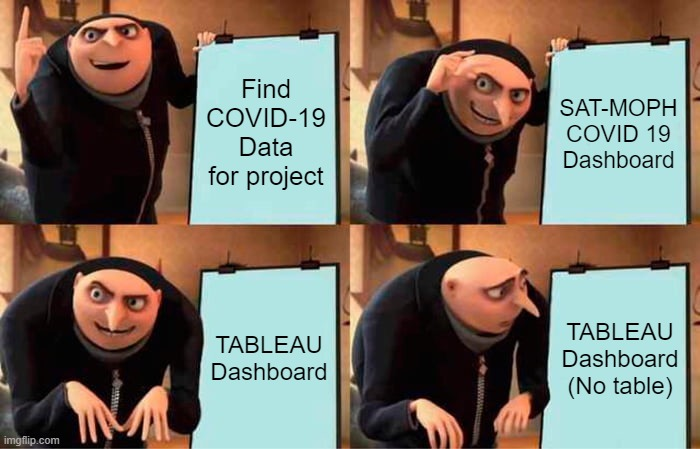 Find
COVID-19
Data
for project
SAT-MOPH
COVID 19
Dashboard
TABLEAU
Dashboard
TABLEAU
Dashboard
(No table)
imgflip.com